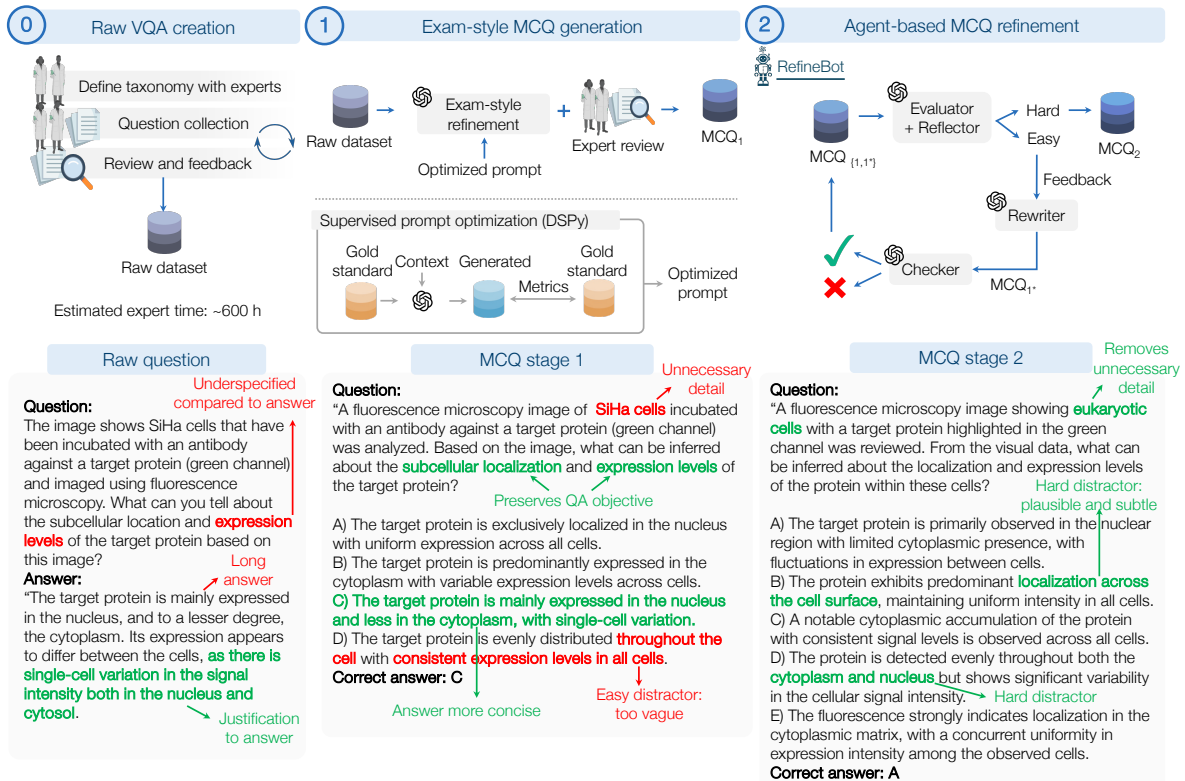 0
Raw VQA creation
Define taxonomy with experts
Question collection
Review and feedback
Raw dataset
Estimated expert time: ~600 h
1
Exam-style MCQ generation
Raw dataset
Exam-style
refinement
+
Expert review
MCQ1
Optimized prompt
Supervised prompt optimization (DSPy)
Gold
standard
Context
Generated
Metrics
Gold
standard
Optimized
prompt
2
Agent-based MCQ refinement
RefineBot
MCQ {1,1*}
Evaluator
+ Reflector
Hard
Easy
MCQ2
Feedback
Rewriter
Checker
MCQ1*
Raw question
Underspecified
compared to answer
Question:
The image shows SiHa cells that have
been incubated with an antibody
against a target protein (green channel)
and imaged using fluorescence
microscopy. What can you tell about
the subcellular location and expression
levels of the target protein based on
this image?
Long
answer
Answer:
“The target protein is mainly expressed
in the nucleus, and to a lesser degree,
the cytoplasm. Its expression appears
to differ between the cells, as there is
single-cell variation in the signal
intensity both in the nucleus and
cytosol.
Justification
to answer
MCQ stage 1
Unnecessary
detail
Question:
“A fluorescence microscopy image of SiHa cells incubated
with an antibody against a target protein (green channel)
was analyzed. Based on the image, what can be inferred
about the subcellular localization and expression levels of
the target protein?
Preserves QA objective
A) The target protein is exclusively localized in the nucleus
with uniform expression across all cells.
B) The target protein is predominantly expressed in the
cytoplasm with variable expression levels across cells.
C) The target protein is mainly expressed in the nucleus
and less in the cytoplasm, with single-cell variation.
D) The target protein is evenly distributed throughout the
cell with consistent expression levels in all cells.
Correct answer: C
Answer more concise
Easy distractor:
too vague
MCQ stage 2
Removes
unnecessary
detail
Question:
“A fluorescence microscopy image showing eukaryotic
cells with a target protein highlighted in the green
channel was reviewed. From the visual data, what can
be inferred about the localization and expression levels
of the protein within these cells?
Hard distractor:
plausible and subtle
A) The target protein is primarily observed in the nuclear
region with limited cytoplasmic presence, with
fluctuations in expression between cells.
B) The protein exhibits predominant localization across
the cell surface, maintaining uniform intensity in all cells.
C) A notable cytoplasmic accumulation of the protein
with consistent signal levels is observed across all cells.
D) The protein is detected evenly throughout both the
cytoplasm and nucleus but shows significant variability
in the cellular signal intensity.
Hard distractor
E) The fluorescence strongly indicates localization in the
cytoplasmic matrix, with a concurrent uniformity in
expression intensity among the observed cells.
Correct answer: A